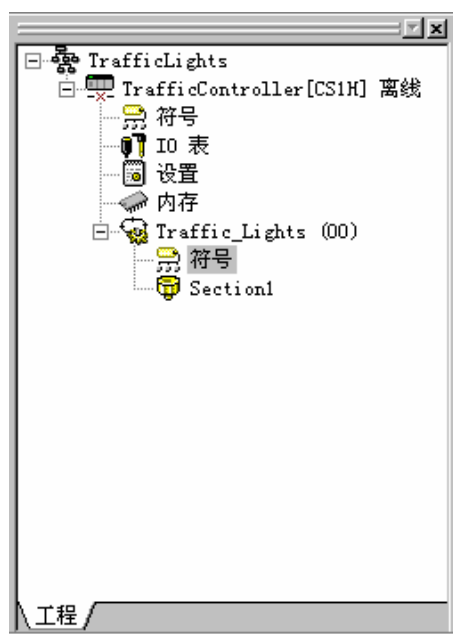 TrafficLights
TrafficController[CS1H] 离线
符号
IO 表
设置
内存
Traffic_Lights (00)
符号
Section1
工程